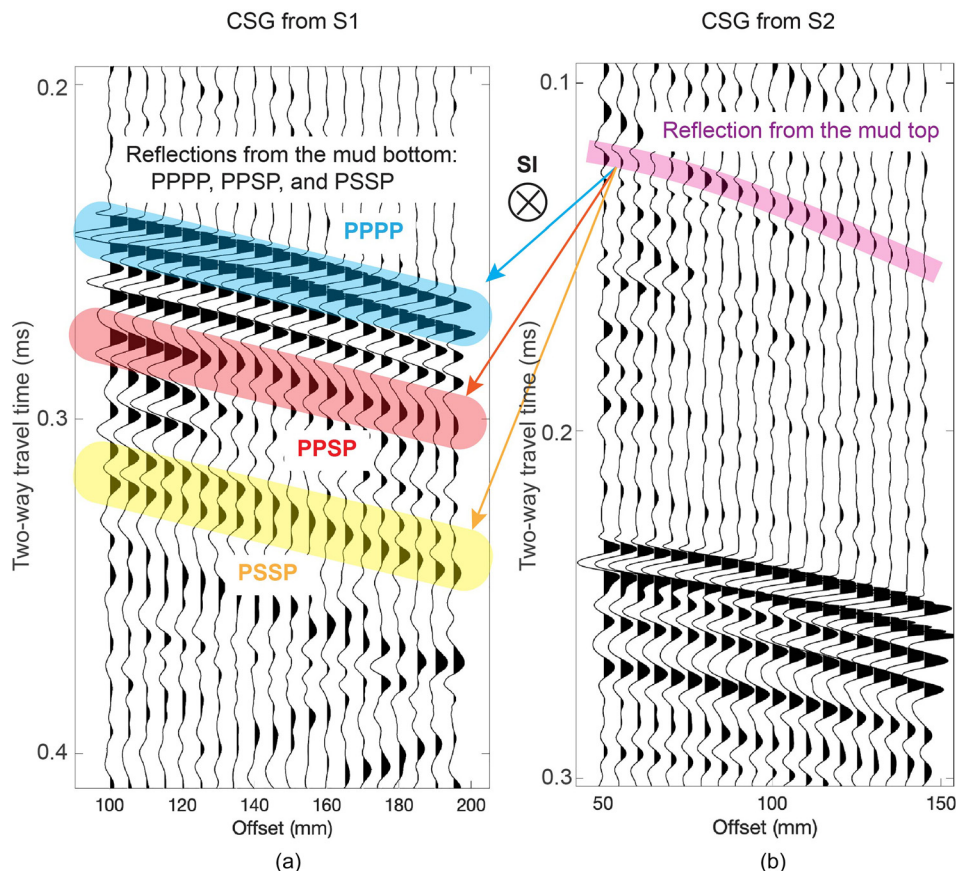 CSG from S1
CSG from S2
0.2
Reflections from the mud bottom:
PPPP, PPSP, and PSSP
PPPP
PPSP
PSSP
0.3
0.4
Two-way travel time (ms)
100 120 140 160 180 200
Offset (mm)
(a)
SI
0.1
Reflection from the mud top
0.2
0.3
Two-way travel time (ms)
50 100 150
Offset (mm)
(b)